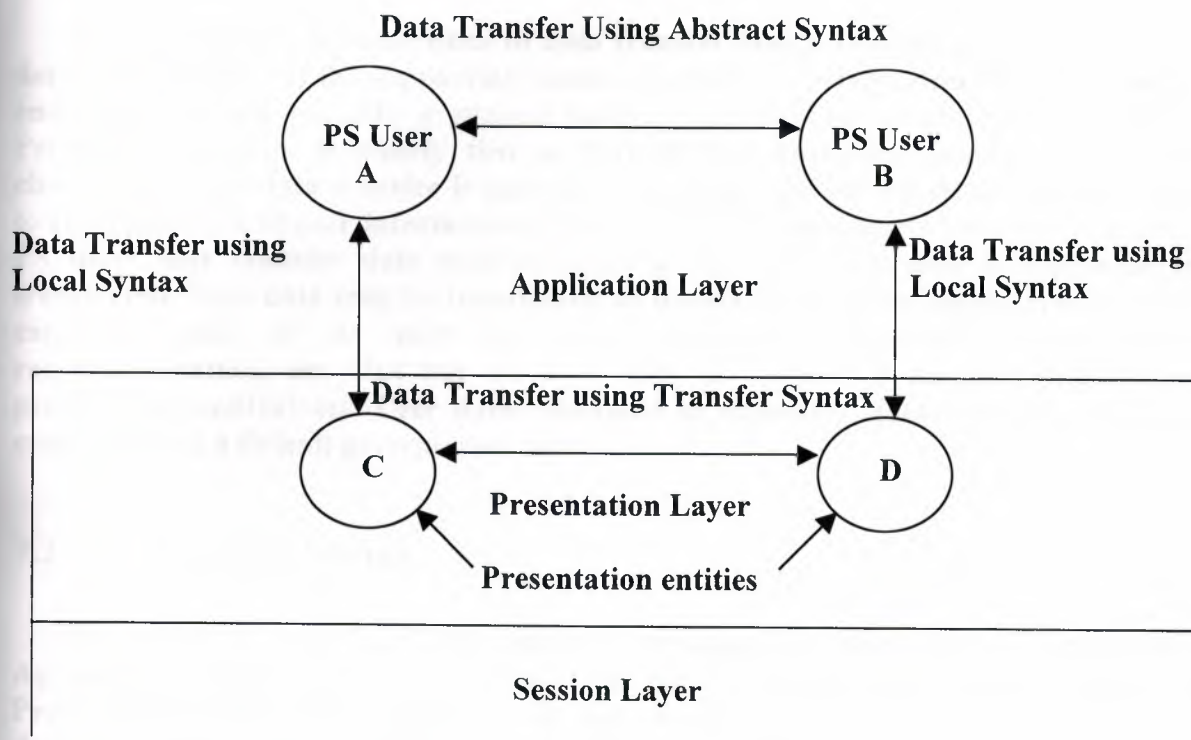 Data Transfer Using Abstract Syntax
PS User
A
PS User
B
Data Transfer using
Local Syntax
Application Layer
Data Transfer using
Local Syntax
Data Transfer using Transfer Syntax
C
D
Presentation Layer
Presentation entities
Session Layer